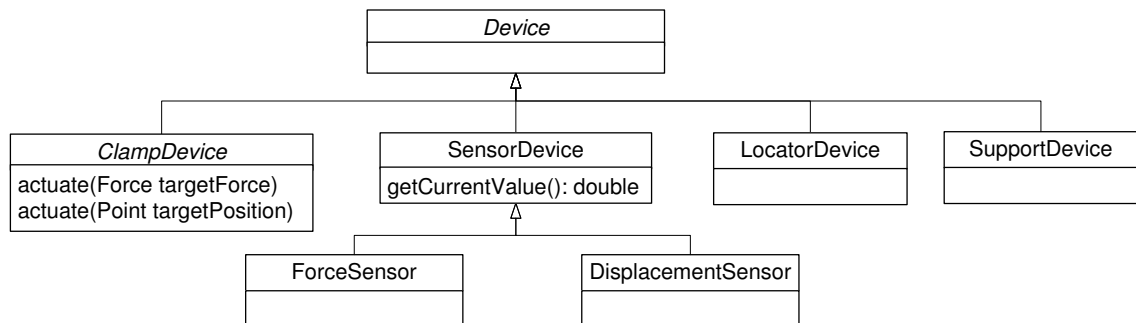 Device
ClampDevice
actuate(Force targetForce)
actuate(Point targetPosition)
SensorDevice
getCurrentValue(): double
LocatorDevice
SupportDevice
ForceSensor
DisplacementSensor